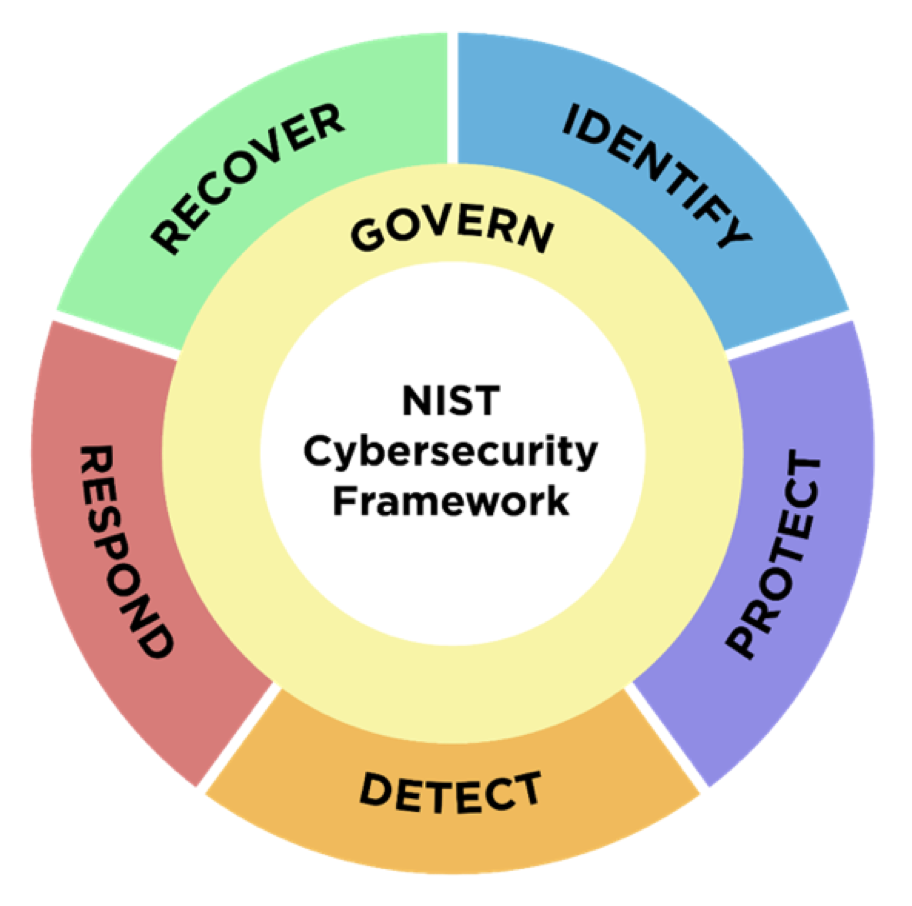 RECOVER
IDENTIFY
GOVERN
NIST
Cybersecurity
Framework
RESPOND
PROTECT
DETECT